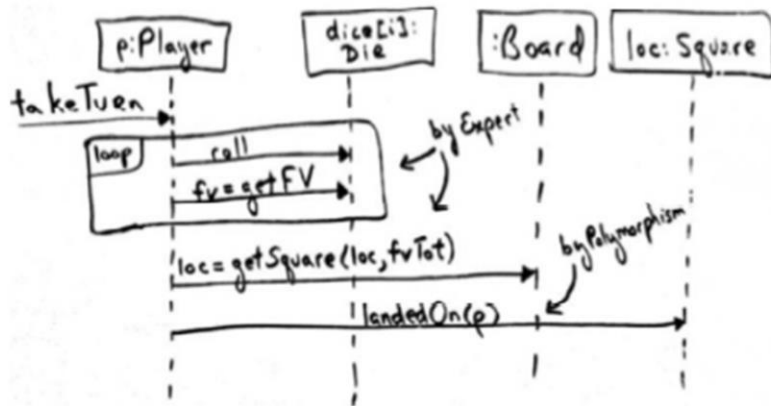 p:Player
dice[i]:
Die
:Board
loc: Square
takeTurn
loop
roll
fv=getFV
by Expert
loc=getSquare(loc, fvTot)
by Polymorphism
landedOn(p)